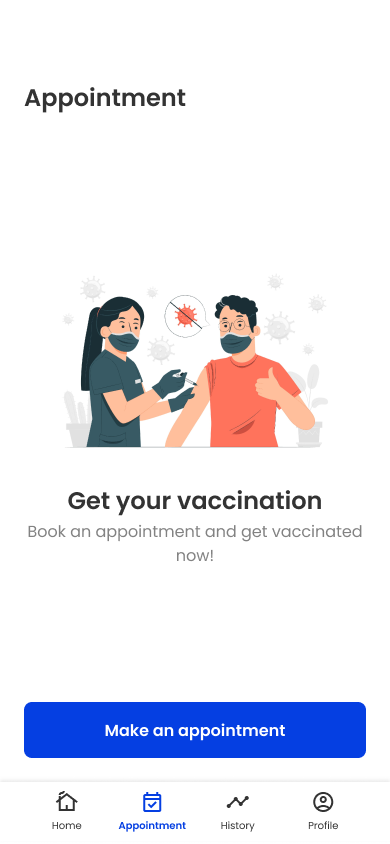 Appointment
Get your vaccination
Book an appointment and get vaccinated
now!
Make an appointment
Home
Appointment
History
Profile